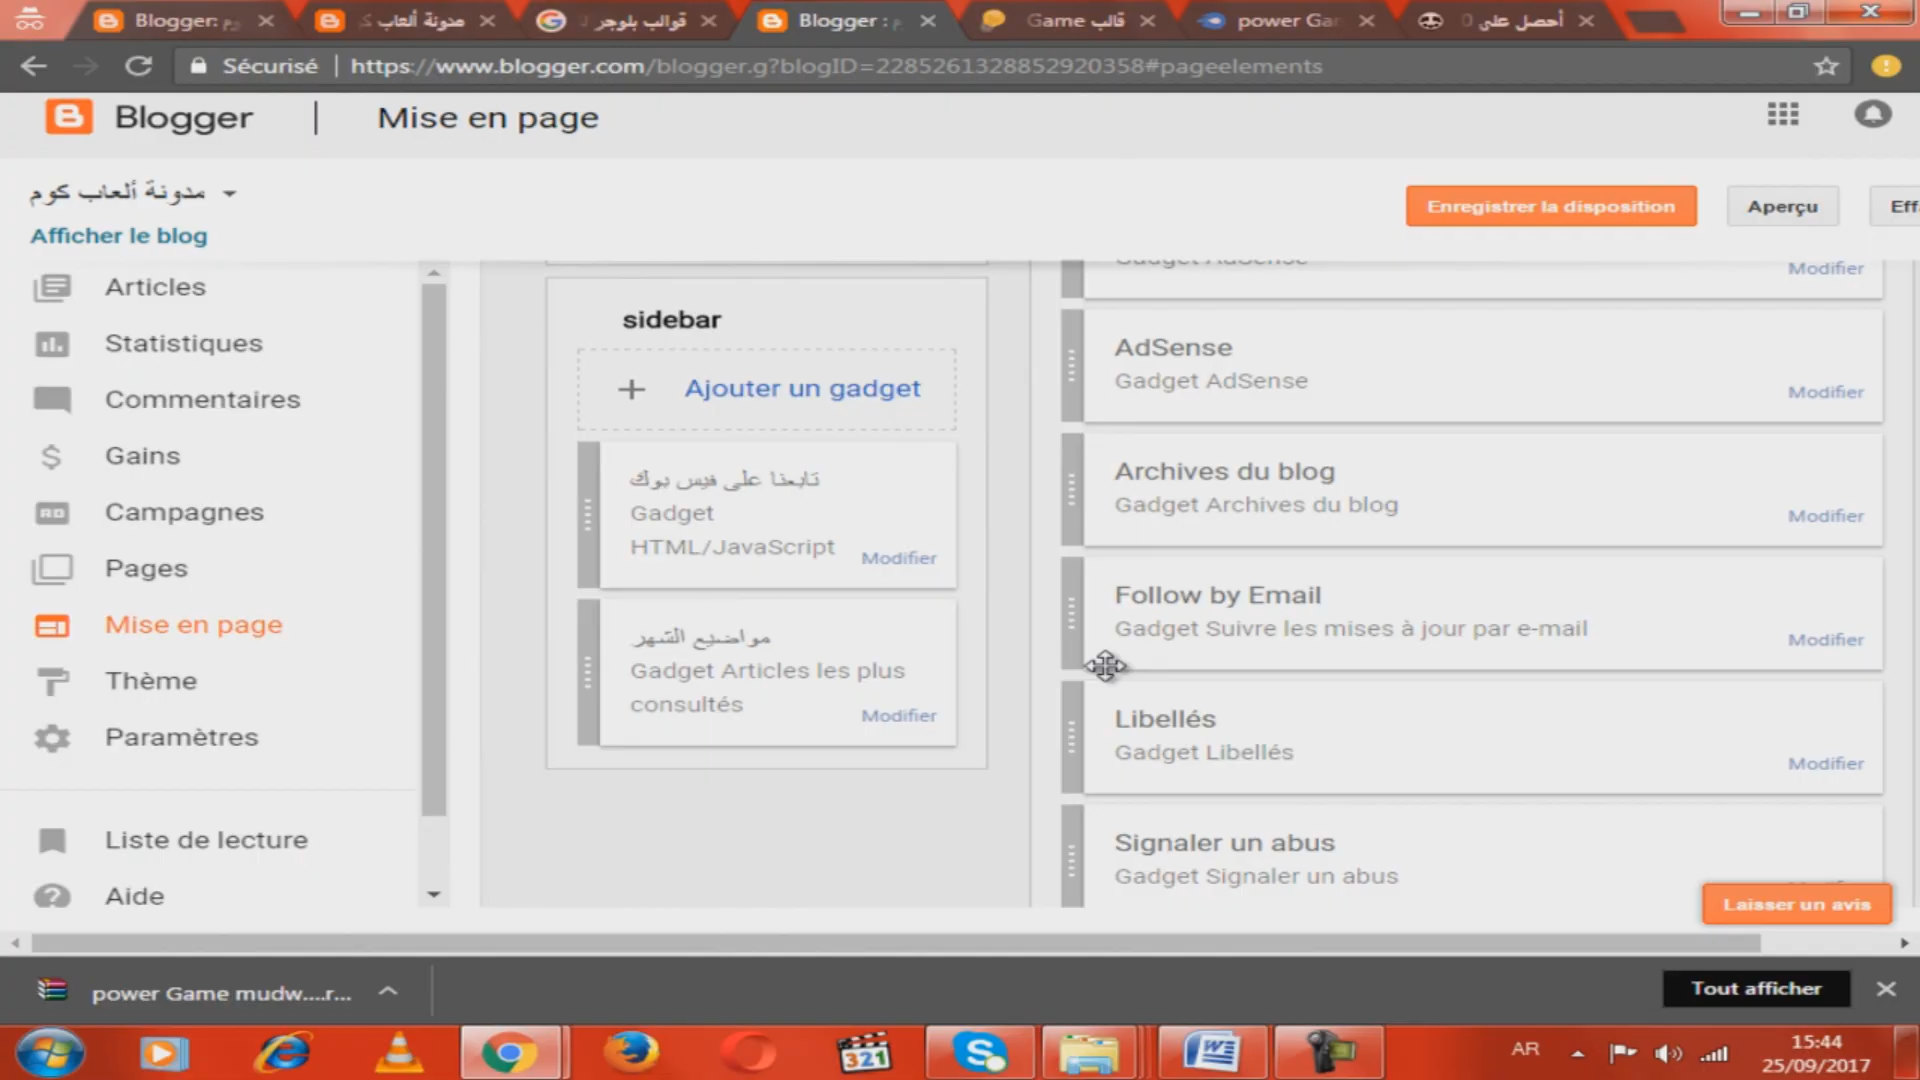 Blogger:
مدونة ألعاب ك
قوالب بلوجر
Blogger :
قالب Game
power Gar
أحصل على 0
Sécurisé | https://www.blogger.com/blogger.g?blogID=2285261328852920358#pageelements
Blogger | Mise en page
مدونة ألعاب كوم
Enregistrer la disposition
Aperçu
Eff
Afficher le blog
Articles
Statistiques
Commentaires
Gains
Campagnes
Pages
Mise en page
Thème
Paramètres
Liste de lecture
Aide
sidebar
+ Ajouter un gadget
تابعنا على فيس بوك
Gadget
HTML/JavaScript
Modifier
مواضيع الشهر
Gadget Articles les plus
consultés
Modifier
Gadget AdSense
Modifier
AdSense
Gadget AdSense
Modifier
Archives du blog
Gadget Archives du blog
Modifier
Follow by Email
Gadget Suivre les mises à jour par e-mail
Modifier
Libellés
Gadget Libellés
Modifier
Signaler un abus
Gadget Signaler un abus
Laisser un avis
power Game mudw....r...
Tout afficher
321
AR
15:44
25/09/2017